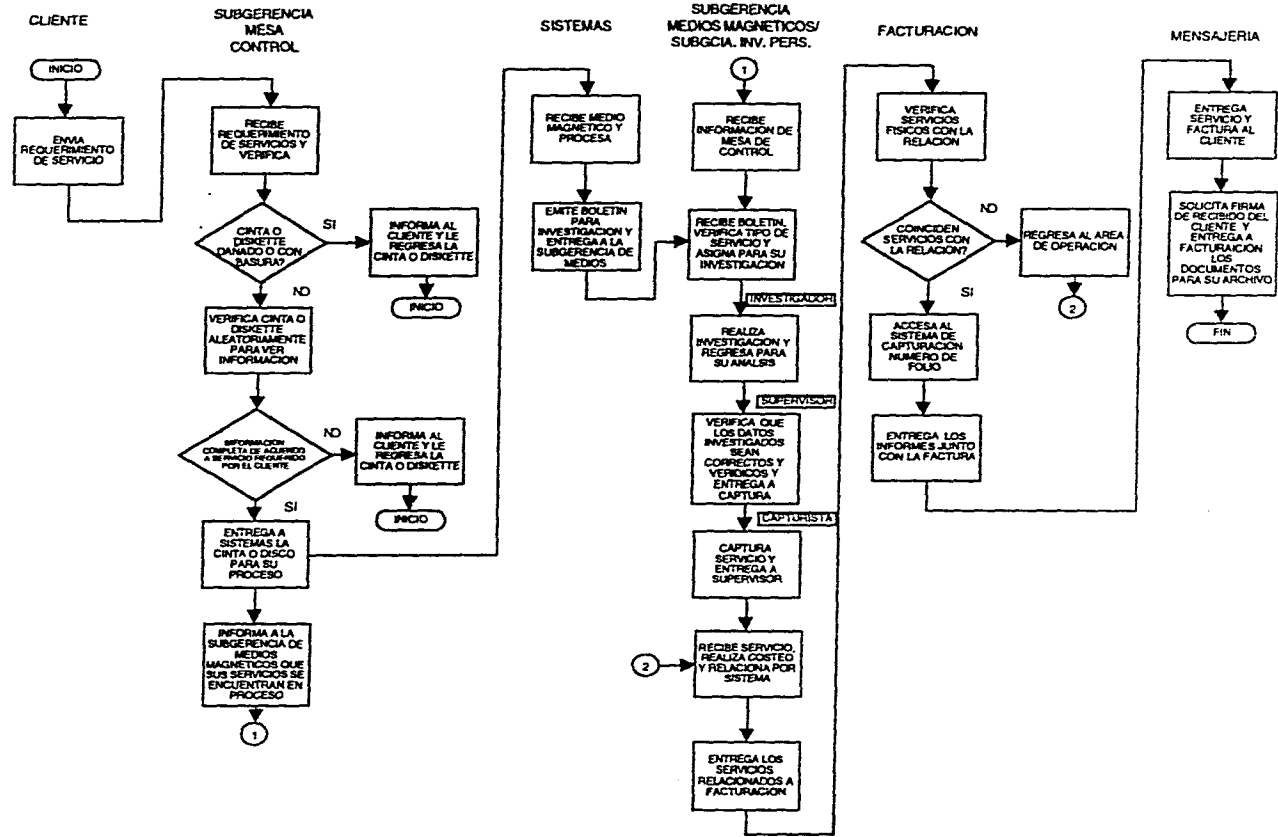 CLIENTE
INICIO
ENVIA
REQUERIMIENTO
DE SERVICIO
SUBGERENCIA
MESA
CONTROL
RECIBE
REQUERIMIENTO
DE SERVICIOS Y
VERIFICA
CINTA O
DISKETTE
DANADO O CON
BASURA?
SI
INFORMA AL
CLIENTE Y LE
REGRESA LA
CINTA O DISKETTE
INICIO
NO
VERIFICA CINTA O
DISKETTE
ALEATORIAMENTE
PARA VER
INFORMACION
INFORMACION
COMPLETA DE ACUERDO
A SERVICIO REQUERIDO
POR EL CLIENTE
NO
INFORMA AL
CLIENTE Y LE
REGRESA LA
CINTA O DISKETTE
INICIO
SI
ENTREGA A
SISTEMAS LA
CINTA O DISCO
PARA SU
PROCESO
INFORMA A LA
SUBGERENCIA DE
MEDIOS
MAGNETICOS QUE
SUS SERVICIOS SE
ENCUENTRAN EN
PROCESO
1
SISTEMAS
RECIBE MEDIO
MAGNETICO Y
PROCESA
EMITE BOLETIN
PARA
INVESTIGACION Y
ENTREGA A LA
SUBGERENCIA DE
MEDIOS
SUBGERENCIA
MEDIOS MAGNETICOS/
SUBGCIA. INV. PERS.
1
RECIBE
INFORMACION DE
MESA DE
CONTROL
RECIBE BOLETIN,
VERIFICA TIPO DE
SERVICIO Y
ASIGNA PARA SU
INVESTIGACION
INVESTIGADOR
REALIZA
INVESTIGACION Y
REGRESA PARA
SU ANALSIS
SUPERVISOR
VERIFICA QUE
LOS DATOS
INVESTIGADOS
SEAN
CORRECTOS Y
VERIDICOS Y
ENTREGA A
CAPTURA
CAPTURISTA
CAPTURA
SERVICIO Y
ENTREGA A
SUPERVISOR
2
RECIBE SERVICIO,
REALIZA COSTEO
Y RELACIONA POR
SISTEMA
ENTREGA LOS
SERVICIOS
RELACIONADOS A
FACTURACION
FACTURACION
VERIFICA
SERVICIOS
FISICOS CON LA
RELACION
COINCIDEN
SERVICIOS CON
LA RELACION?
NO
REGRESA AL AREA
DE OPERACION
2
SI
ACCESA AL
SISTEMA DE
CAPTURACION
NUMERO DE
FOLIO
ENTREGA LOS
INFORMES JUNTO
CON LA FACTURA
MENSAJERIA
ENTREGA
SERVICIO Y
FACTURA AL
CLIENTE
SOLICITA FIRMA
DE RECIBIDO DEL
CLIENTE Y
ENTREGA A
FACTURAICION
LOS
DOCUMENTOS
PARA SU ARCHIVO
FIN